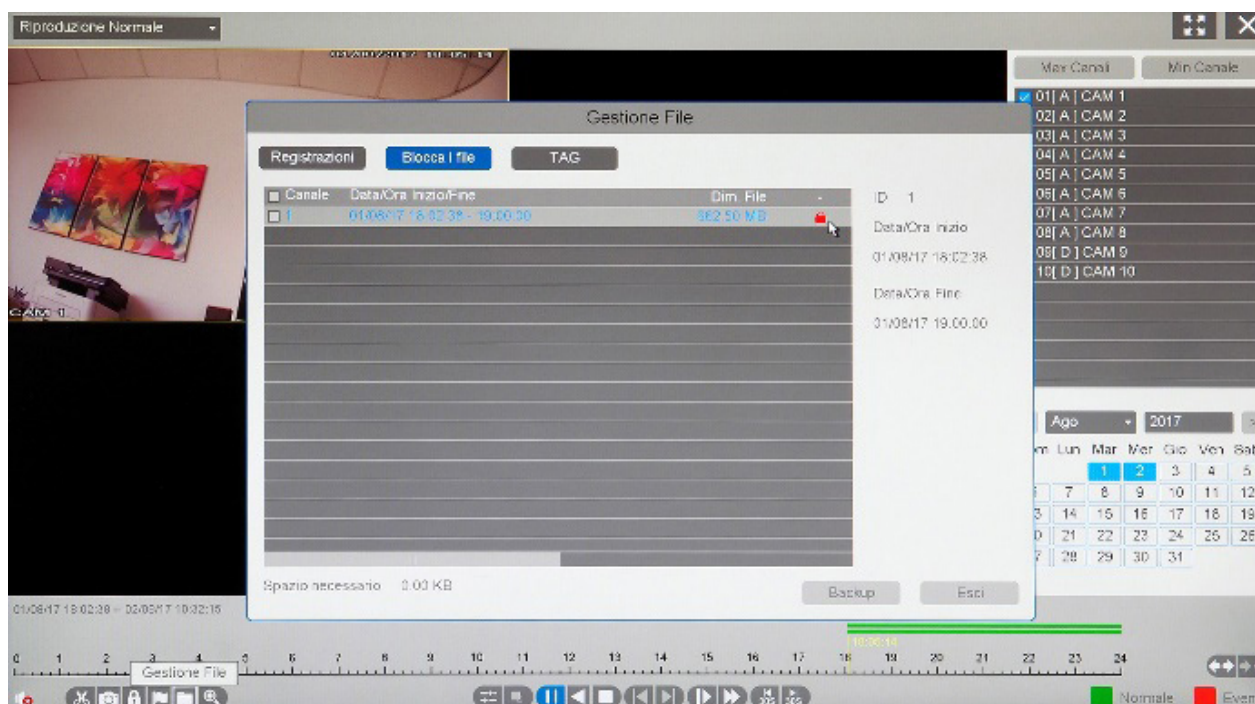 Riproduzione Normale
Max Canali
Min Canale
01[ A ] CAM 1
02[ A ] CAM 2
03[ A ] CAM 3
04[ A ] CAM 4
05[ A ] CAM 5
06[ A ] CAM 6
07[ A ] CAM 7
08[ A ] CAM 8
09[ D ] CAM 9
10[ D ] CAM 10
CAM 1
Gestione File
Registrazioni
Blocca i file
TAG
Canale Data/Ora Inizio/Fine Dim. File -
1 01/08/17 18:02:38 - 19:00:00 662.50 MB
ID 1
Data/Ora Inizio
01/08/17 18:02:38
Data/Ora Fine
01/08/17 19:00:00
Spazio necessario 0.00 KB
Backup
Esci
Ago
2017
Lun Mar Mer Gio Ven Sab
1 2 3 4 5
7 8 9 10 11 12
14 15 16 17 18 19
21 22 23 24 25 26
28 29 30 31
01/08/17 18:02:38 -- 02/08/17 10:32:15
0 1 2 3 4 5 6 7 8 9 10 11 12 13 14 15 16 17 18 19 20 21 22 23 24
Gestione File
Normale